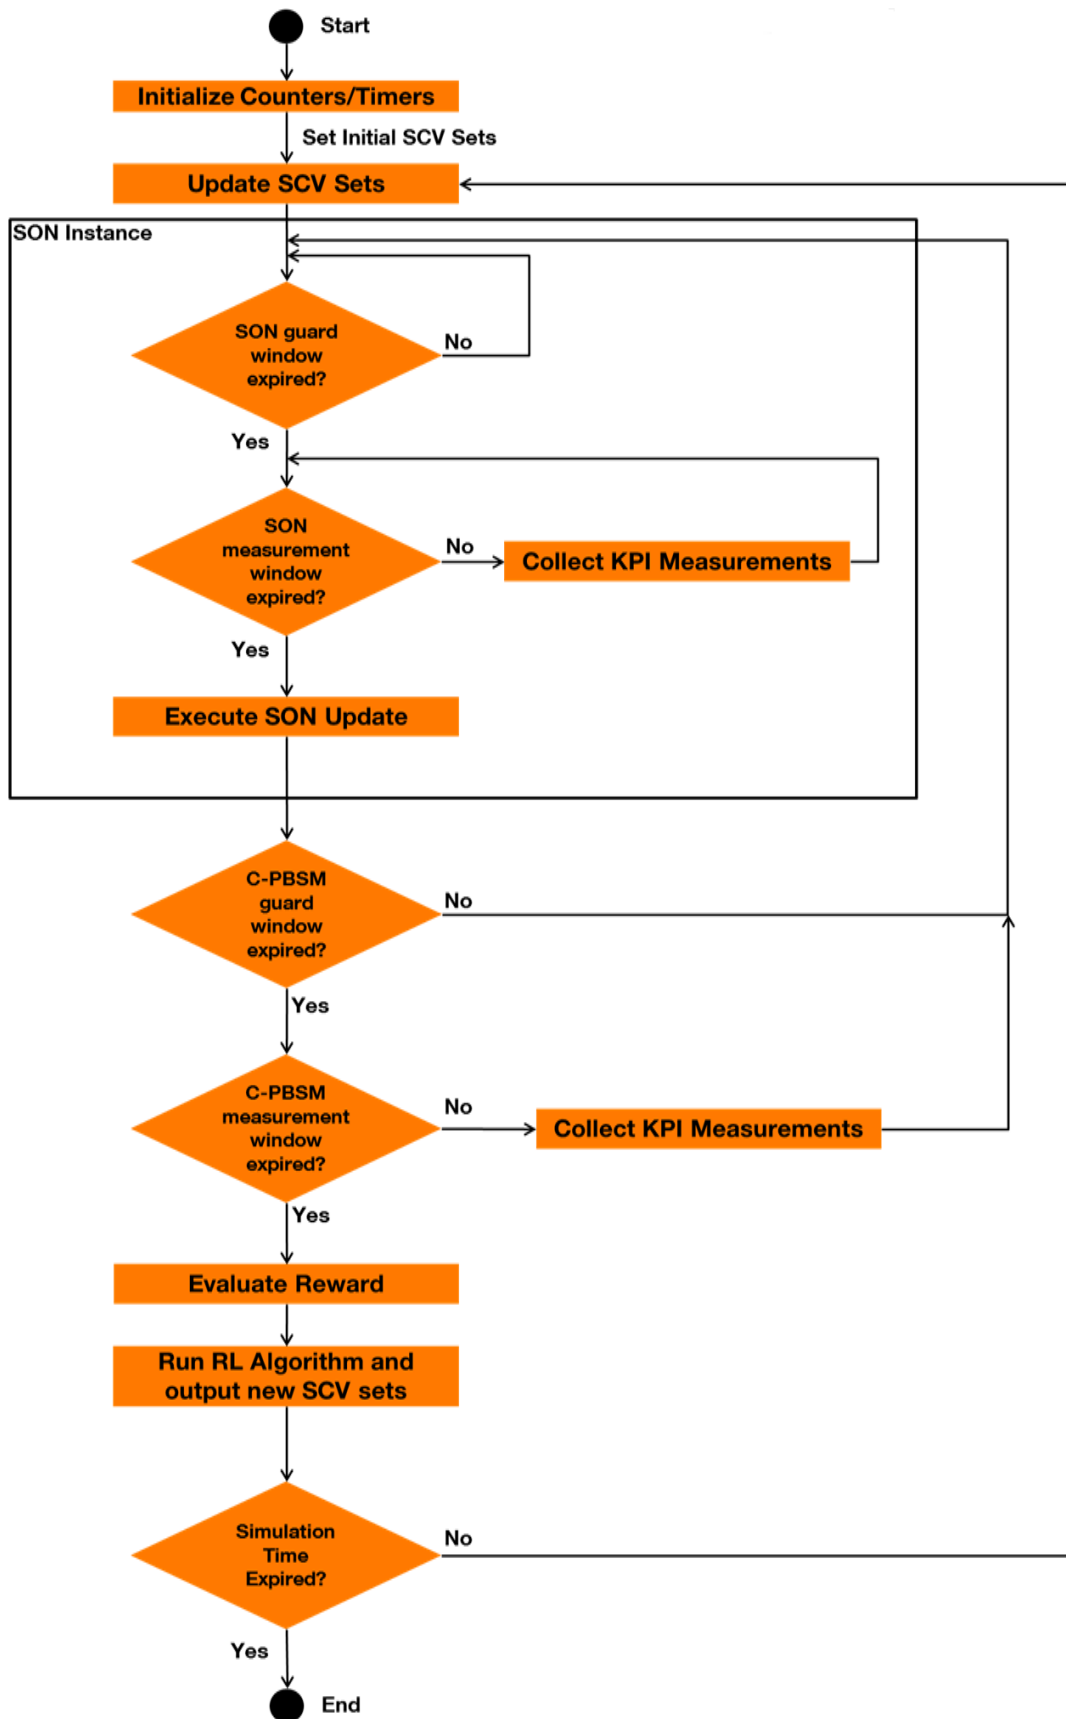 Start
Initialize Counters/Timers
Set Initial SCV Sets
Update SCV Sets
SON Instance
SON guard
window
expired?
No
Yes
SON
measurement
window
expired?
No
Collect KPI Measurements
Yes
Execute SON Update
C-PBSM
guard
window
expired?
No
Yes
C-PBSM
measurement
window
expired?
No
Collect KPI Measurements
Yes
Evaluate Reward
Run RL Algorithm and
output new SCV sets
Simulation
Time
Expired?
No
Yes
End